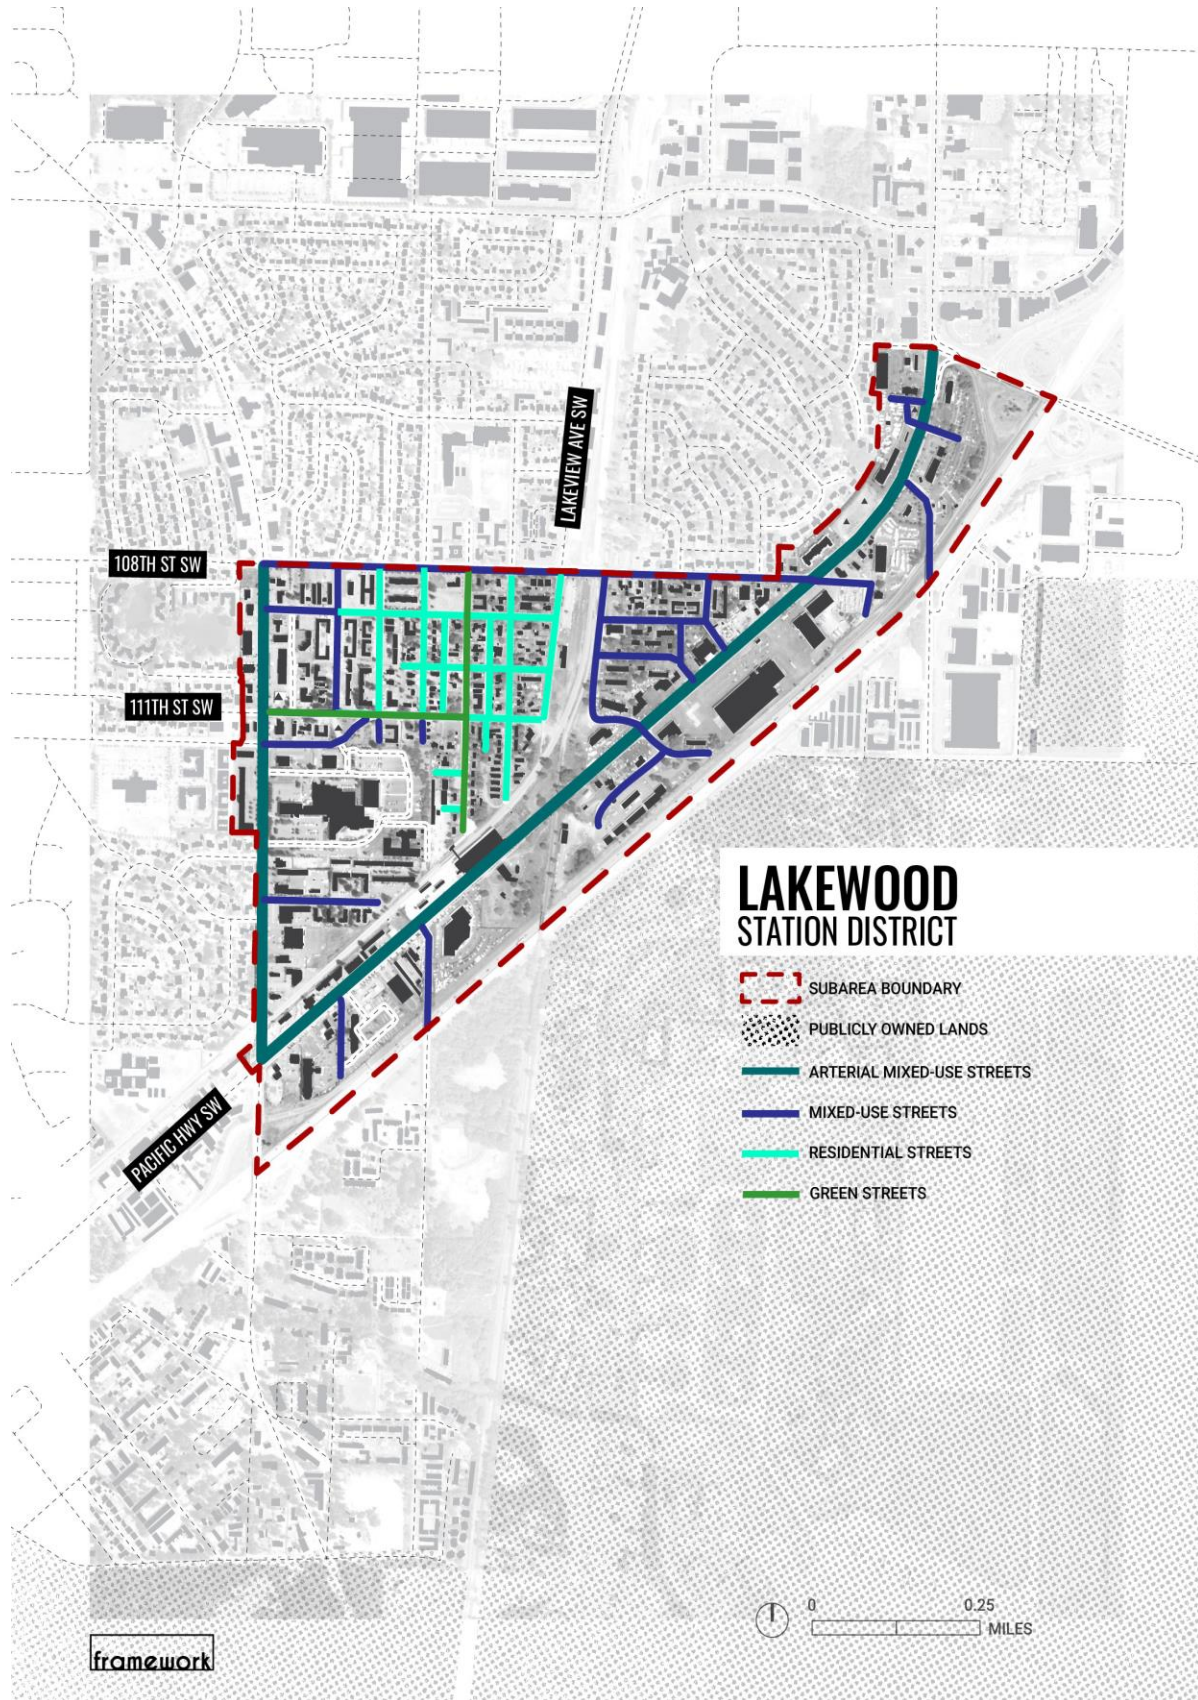 LAKEVIEW AVE SW
108TH ST SW
111TH ST SW
PACIFIC HWY SW
LAKEWOOD
STATION DISTRICT
SUBAREA BOUNDARY
PUBLICLY OWNED LANDS
ARTERIAL MIXED-USE STREETS
MIXED-USE STREETS
RESIDENTIAL STREETS
GREEN STREETS
0 0.25
MILES
framework